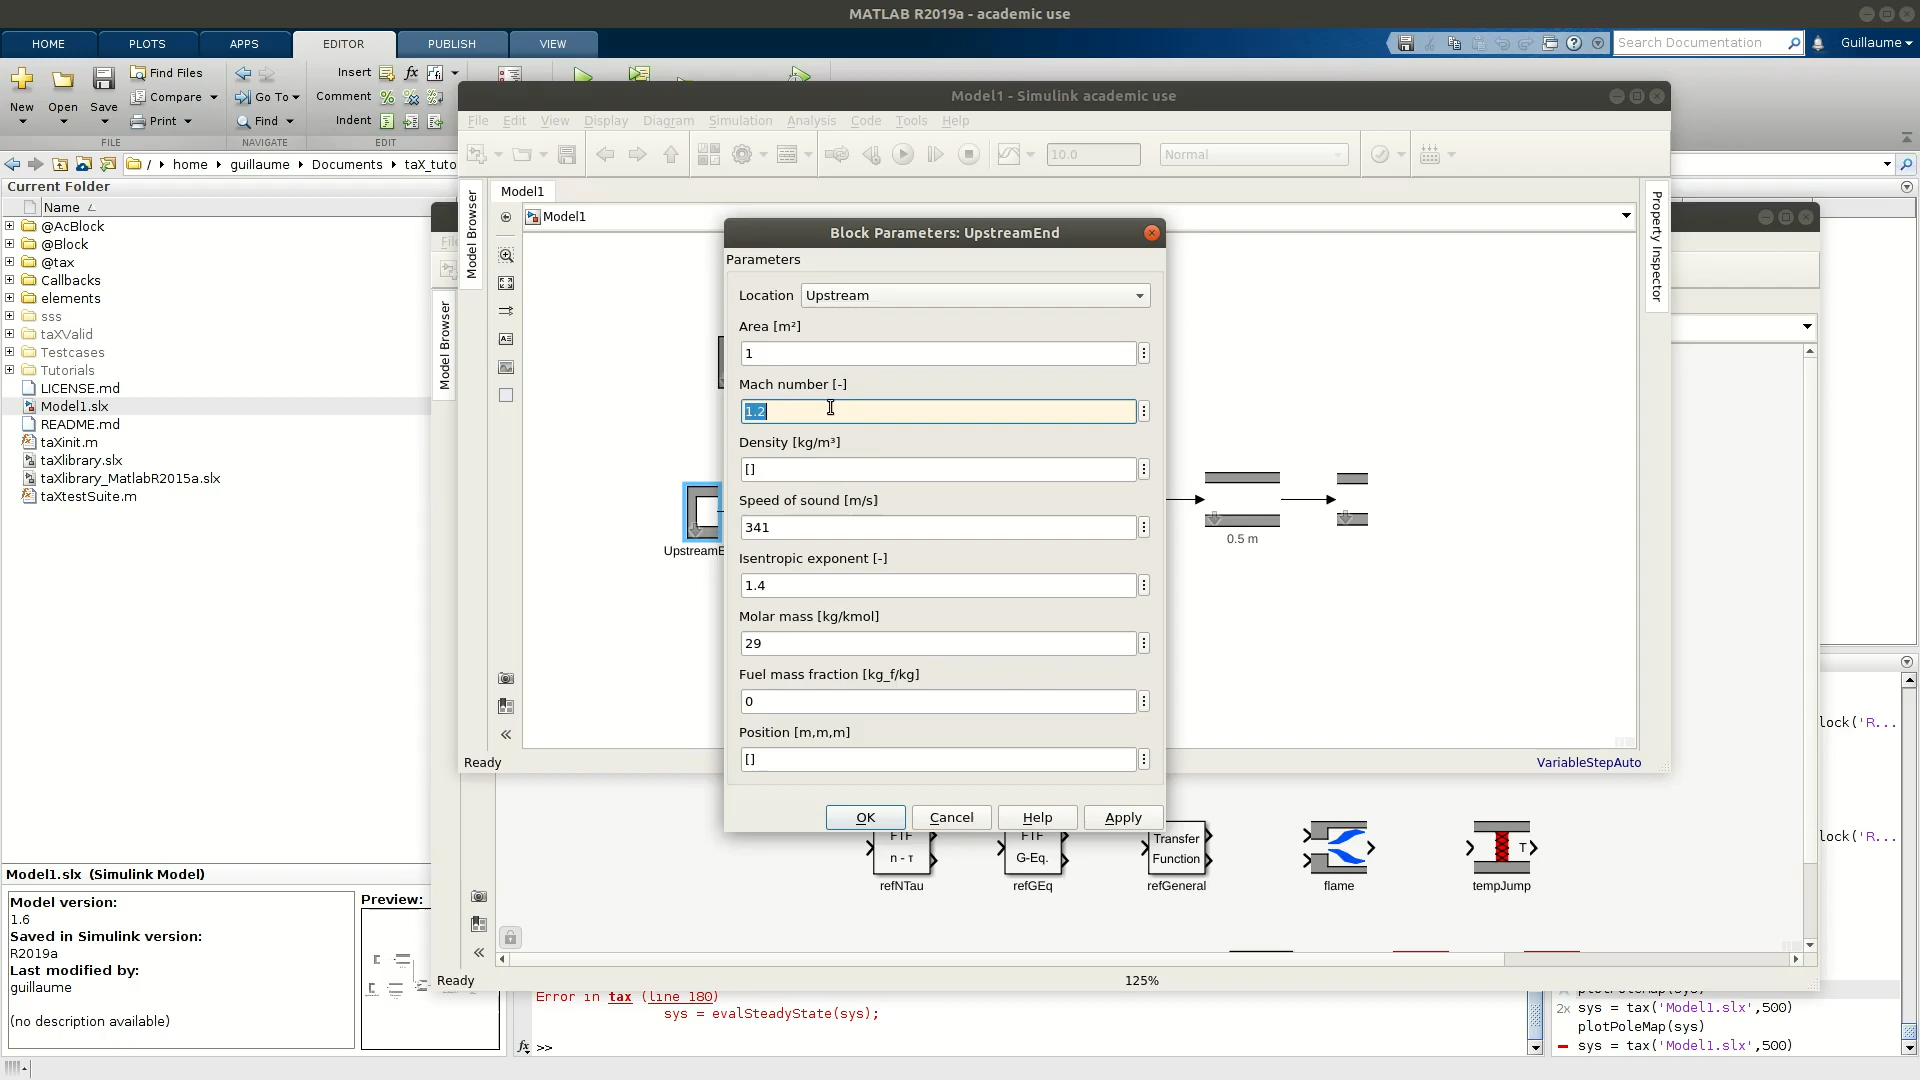 MATLAB R2019a - academic use
HOME
PLOTS
APPS
EDITOR
PUBLISH
VIEW
Search Documentation
Guillaume
New
Open
Save
Find Files
Compare
Print
Go To
Find
Insert
Comment
Indent
FILE
NAVIGATE
EDIT
/ home guillaume Documents taX_tuto
Current Folder
Name
@AcBlock
@Block
@tax
Callbacks
elements
sss
taXValid
Testcases
Tutorials
LICENSE.md
Model1.slx
README.md
taXinit.m
taXlibrary.slx
taXlibrary_MatlabR2015a.slx
taXtestSuite.m
Model1.slx (Simulink Model)
Model version:
1.6
Saved in Simulink version:
R2019a
Last modified by:
guillaume
(no description available)
Preview:
Model1 - Simulink academic use
File Edit View Display Diagram Simulation Analysis Code Tools Help
10.0
Normal
Model1
Model1
Model Browser
Model Browser
Property Inspector
UpstreamE
0.5 m
Ready
VariableStepAuto
Block Parameters: UpstreamEnd
Parameters
Location Upstream
Area [m²]
1
Mach number [-]
1.2
Density [kg/m³]
[]
Speed of sound [m/s]
341
Isentropic exponent [-]
1.4
Molar mass [kg/kmol]
29
Fuel mass fraction [kg_f/kg]
0
Position [m,m,m]
[]
OK
Cancel
Help
Apply
FTF
n - τ
refNTau
FTF
G-Eq.
refGEq
Transfer
Function
refGeneral
flame
T
tempJump
Ready
125%
Error in tax (line 180)
sys = evalSteadyState(sys);
fx >>
lock('R...
lock('R...
plotPoleMap(sys)
2x sys = tax('Model1.slx',500)
plotPoleMap(sys)
sys = tax('Model1.slx',500)